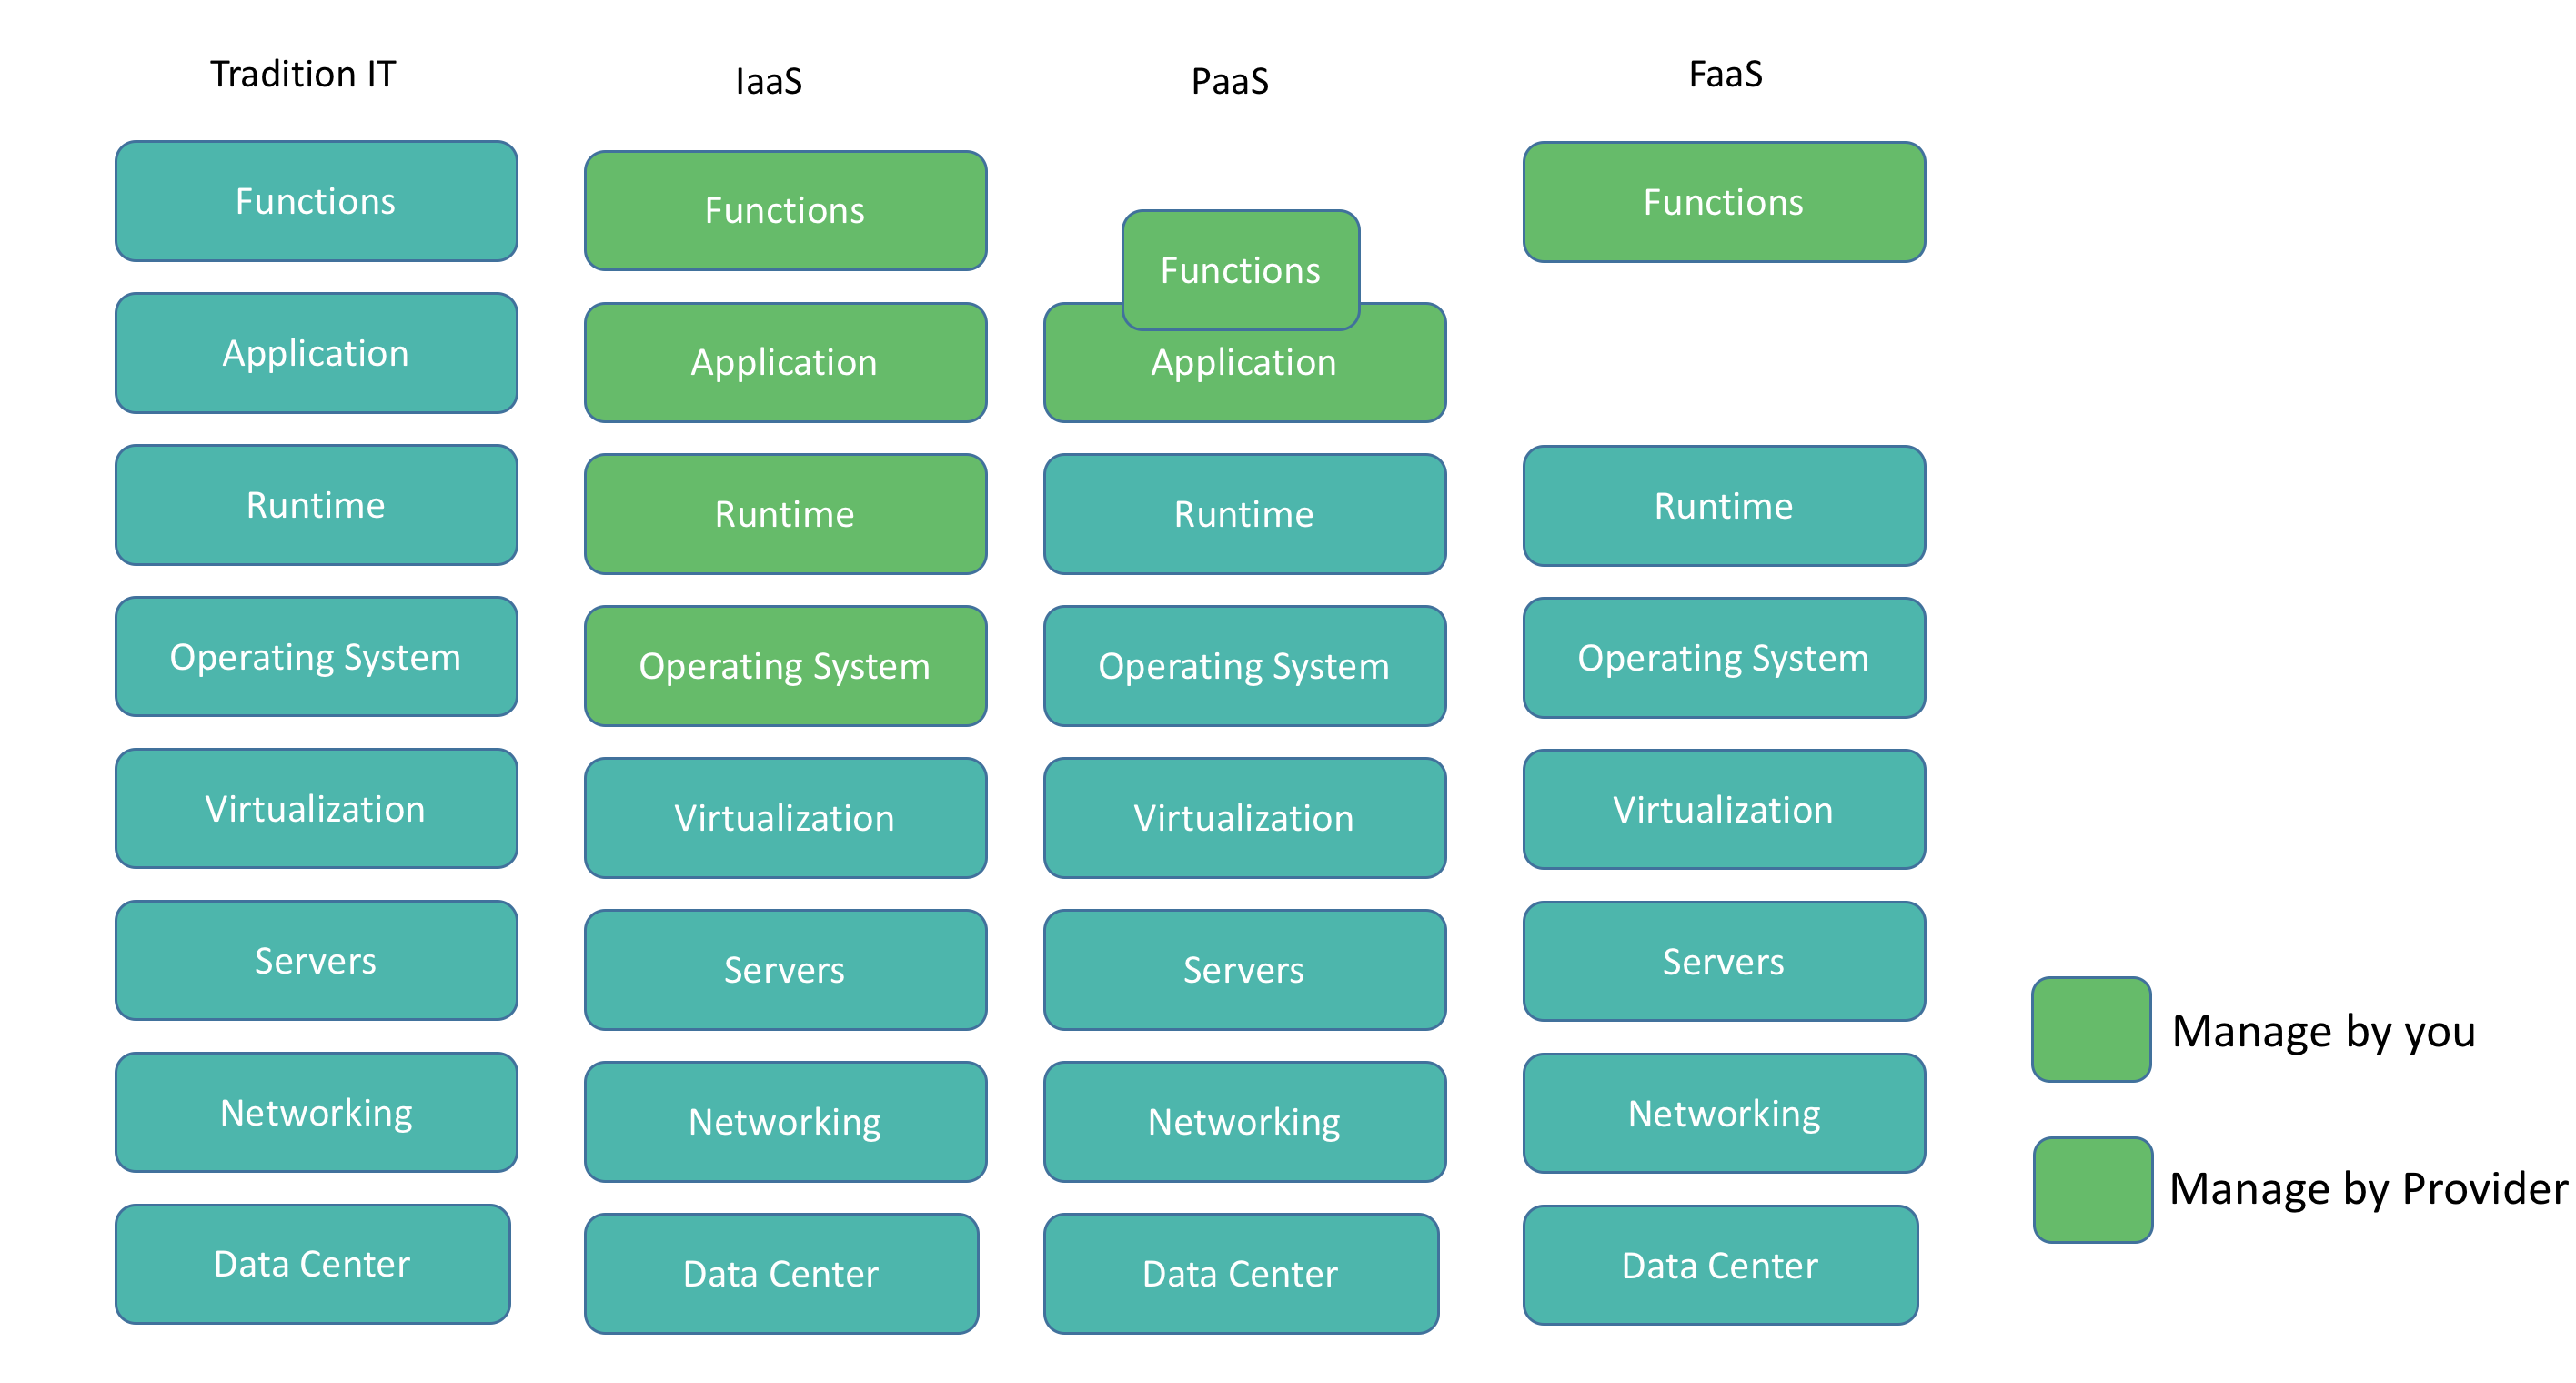 Tradition IT
Functions
Application
Runtime
Operating System
Virtualization
Servers
Networking
Data Center
IaaS
Functions
Application
Runtime
Operating System
Virtualization
Servers
Networking
Data Center
PaaS
Functions
Application
Runtime
Operating System
Virtualization
Servers
Networking
Data Center
FaaS
Functions
Runtime
Operating System
Virtualization
Servers
Networking
Data Center
Manage by you
Manage by Provider